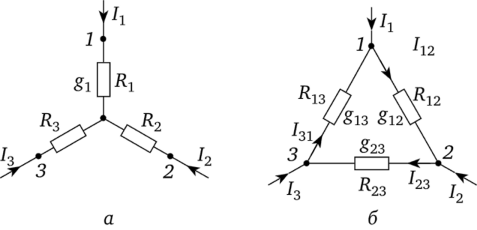 I₁
1
g₁ R₁
R₃ R₂
I₃ 3 2 I₂
а
I₁
1 I₁₂
R₁₃ R₁₂
g₁₃ g₁₂
I₃₁
g₂₃
3 2
I₃ R₂₃ I₂₃ I₂
б